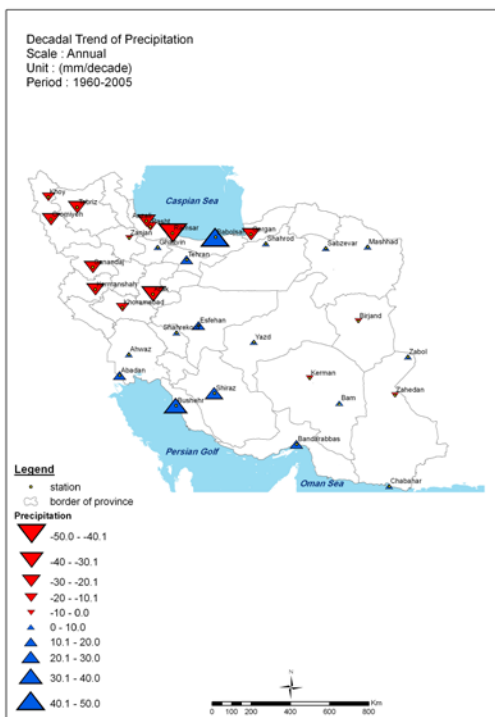 Decadal Trend of Precipitation
Scale : Annual
Unit : (mm/decade)
Period : 1960-2005
Caspian Sea
Khoy
Tabriz
Oromiyeh
Zanjan
Ghazvin
Gorgan
Shahrod
Sabzevar
Mashhad
Tehran
Sanandaj
Kermanshah
Khoramabad
Esfehan
Birjand
Yazd
Ahwaz
Zabol
Abadan
Kerman
Shiraz
Zahedan
Bam
Bushehr
Bandarabbas
Persian Golf
Oman Sea
Chabahar
Legend
station
border of province
Precipitation
-50.0 - -40.1
-40 - -30.1
-30 - -20.1
-20 - -10.1
-10 - 0.0
0 - 10.0
10.1 - 20.0
20.1 - 30.0
30.1 - 40.0
40.1 - 50.0
N
0 100 200 400 600 800
Km